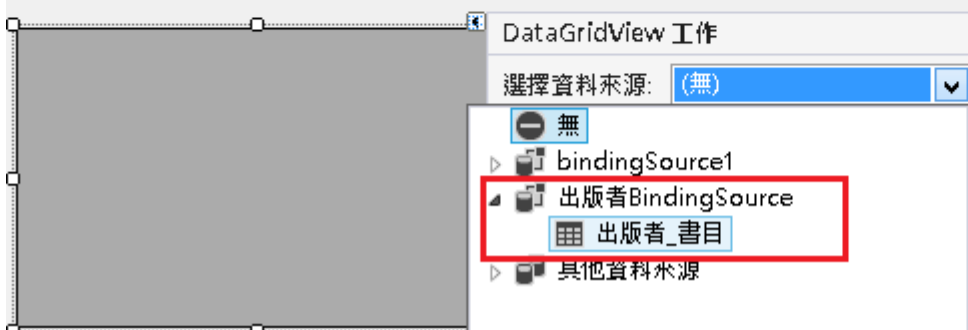 DataGridView 工作
選擇資料來源: (無)
無
bindingSource1
出版者BindingSource
出版者_書目
其他資料來源